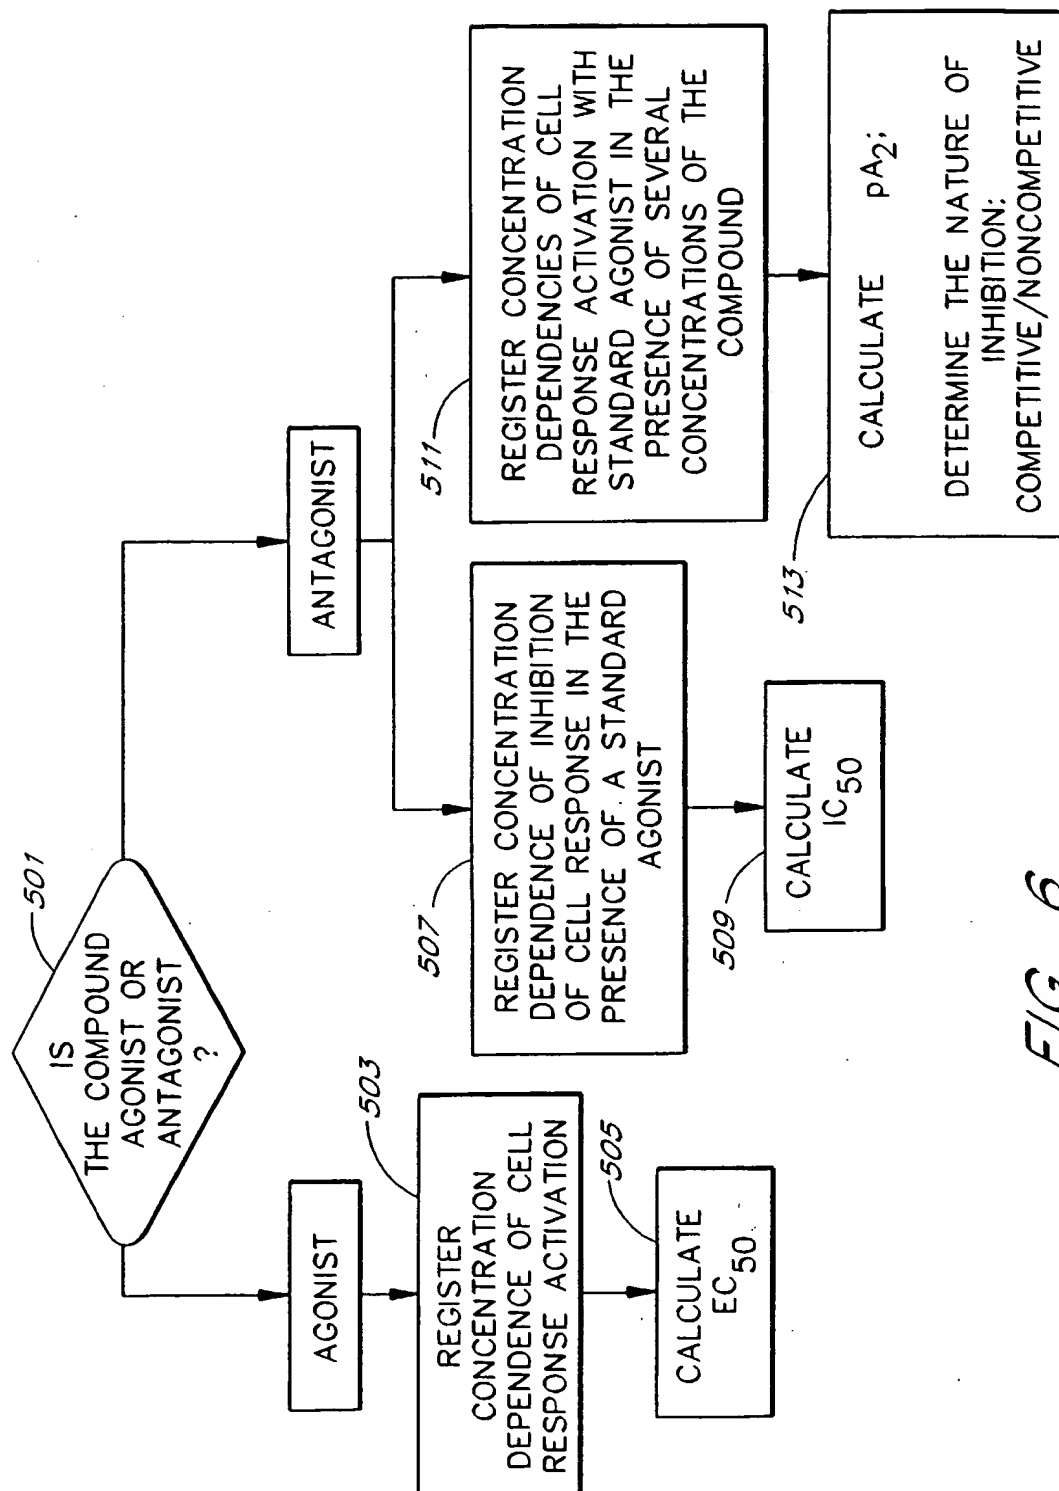 IS
THE COMPOUND
AGONIST OR
ANTAGONIST
?
501
AGONIST
503
REGISTER
CONCENTRATION
DEPENDENCE OF CELL
RESPONSE ACTIVATION
505
CALCULATE
EC50
ANTAGONIST
507
REGISTER CONCENTRATION
DEPENDENCE OF INHIBITION
OF CELL RESPONSE IN THE
PRESENCE OF A STANDARD
AGONIST
509
CALCULATE
IC50
511
REGISTER CONCENTRATION
DEPENDENCIES OF CELL
RESPONSE ACTIVATION WITH
STANDARD AGONIST IN THE
PRESENCE OF SEVERAL
CONCENTRATIONS OF THE
COMPOUND
513
CALCULATE pA2;
DETERMINE THE NATURE OF
INHIBITION:
COMPETITIVE/NONCOMPETITIVE
FIG. 6